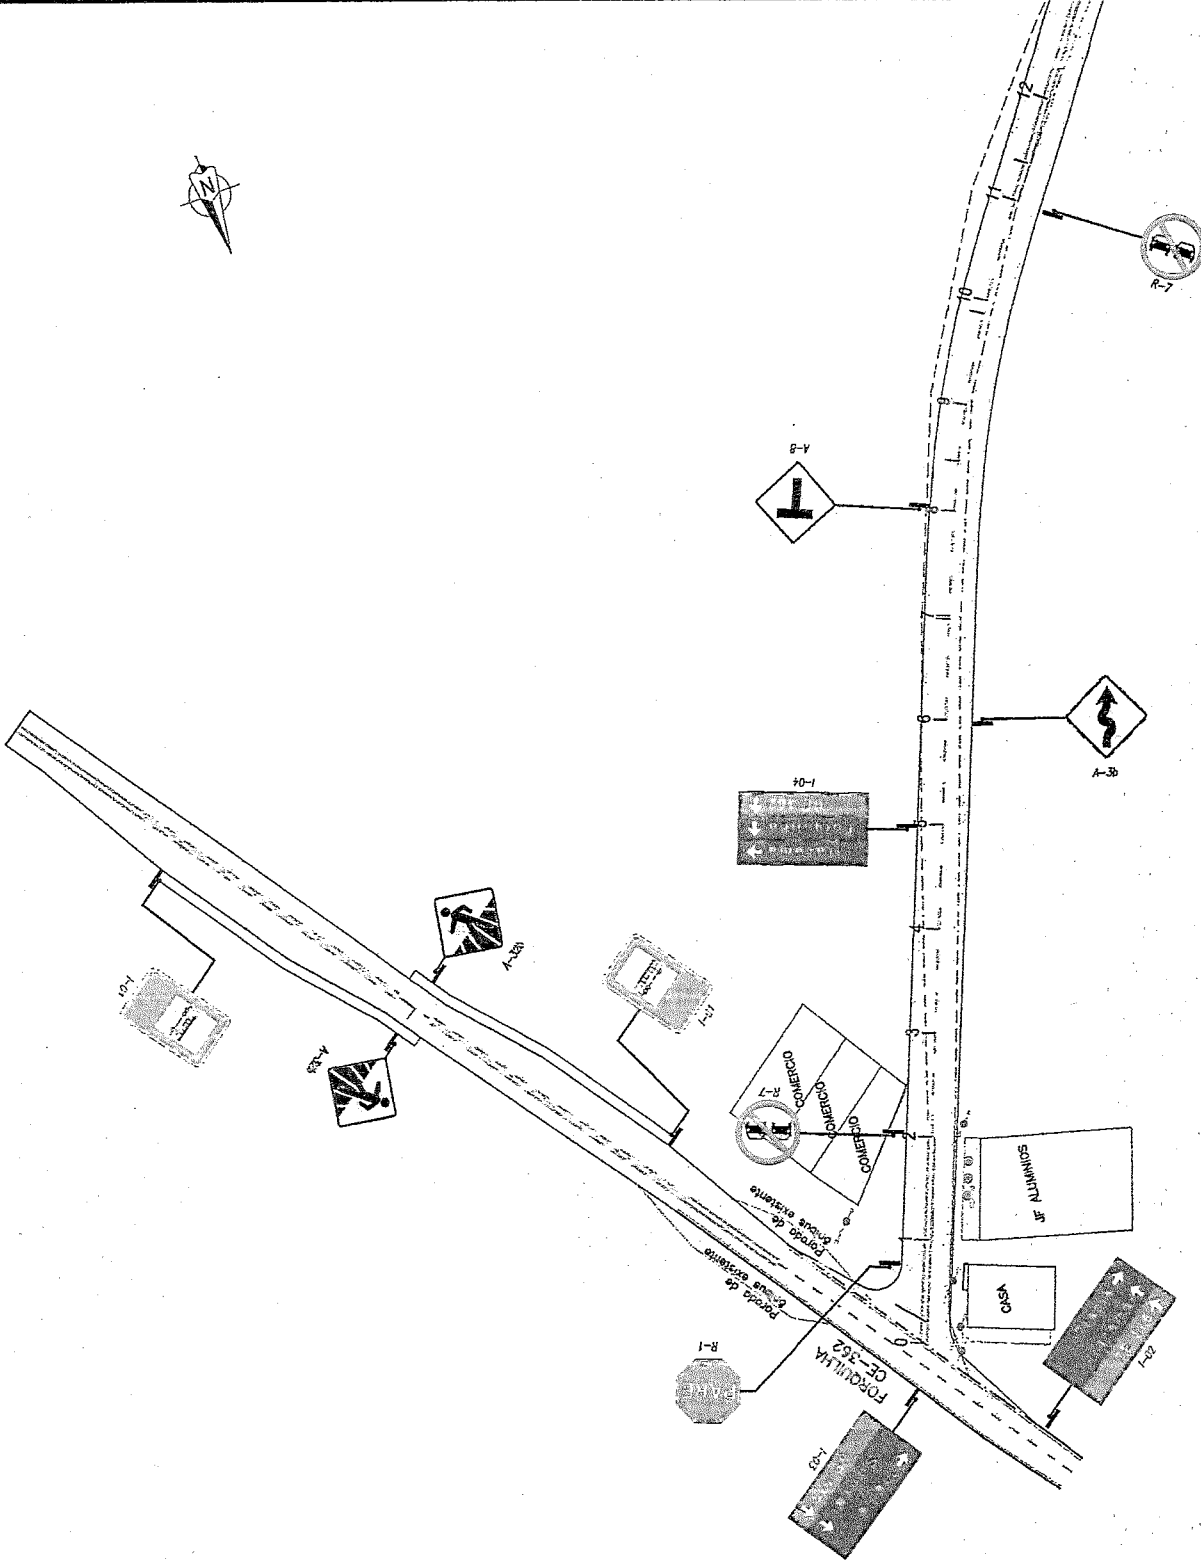 N
12
11
10
9
8
7
6
5
4
3
2
1
0
R-7
A-8
A-3b
I-04
I-01
A-32b
A-32b
I-01
R-7
COMERCIO
COMERCIO
COMERCIO
JF ALUMINIOS
CASA
Parada de
ônibus existente
Parada de
ônibus existente
R-1
PARE
FORQUILHA
CE-362
I-02
I-03